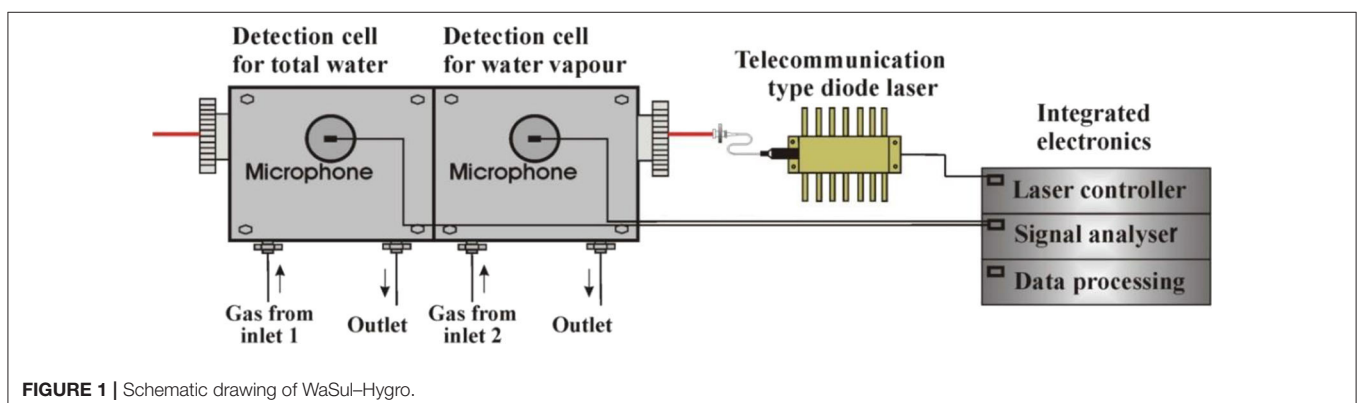 Detection cell
for total water
Detection cell
for water vapour
Telecommunication
type diode laser
Integrated
electronics
Microphone
Microphone
Laser controller
Signal analyser
Data processing
Gas from
inlet 1
Outlet
Gas from
inlet 2
Outlet
FIGURE 1 | Schematic drawing of WaSul–Hygro.